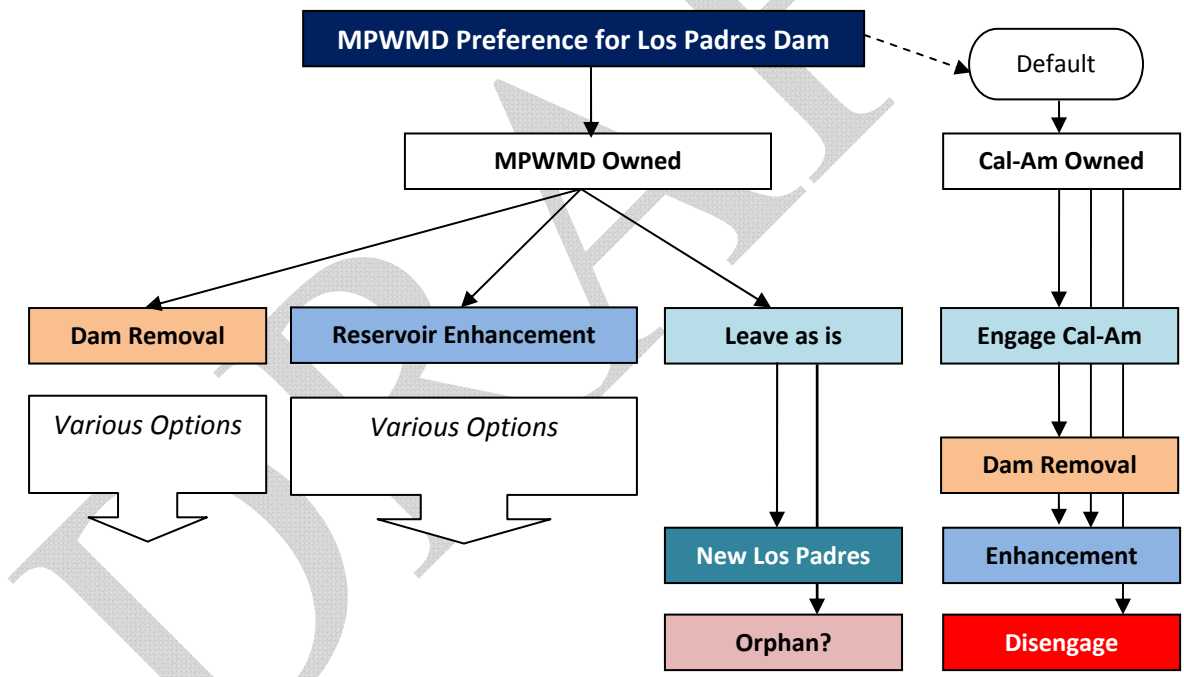 MPWMD Preference for Los Padres Dam
Default
MPWMD Owned
Cal-Am Owned
Dam Removal
Reservoir Enhancement
Leave as is
Engage Cal-Am
Various Options
Various Options
Dam Removal
New Los Padres
Enhancement
Orphan?
Disengage
DRAFT